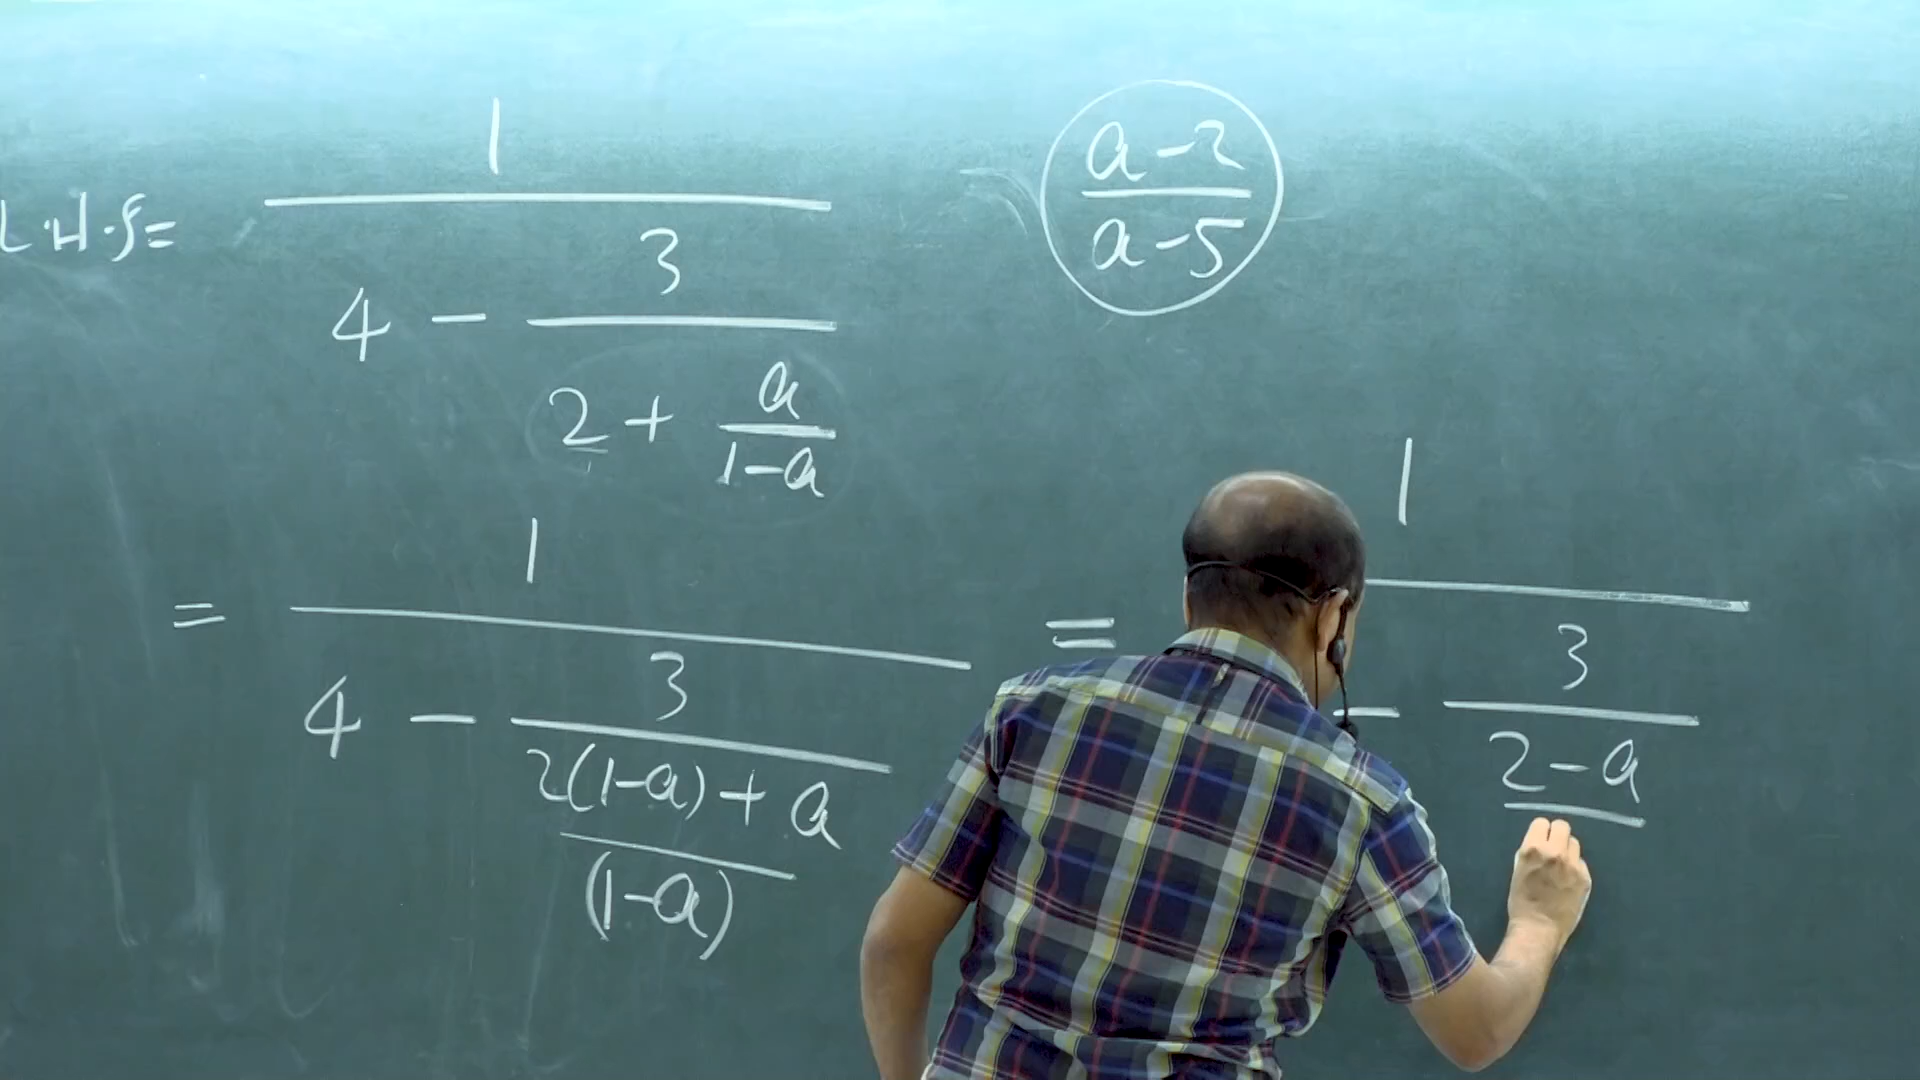 L.H.S = 1 / (4 - 3 / (2 + a / (1-a)))
a-2 / a-5
= 1 / (4 - 3 / ((2(1-a) + a) / (1-a)))
= 1 / - 3 / (2-a) /